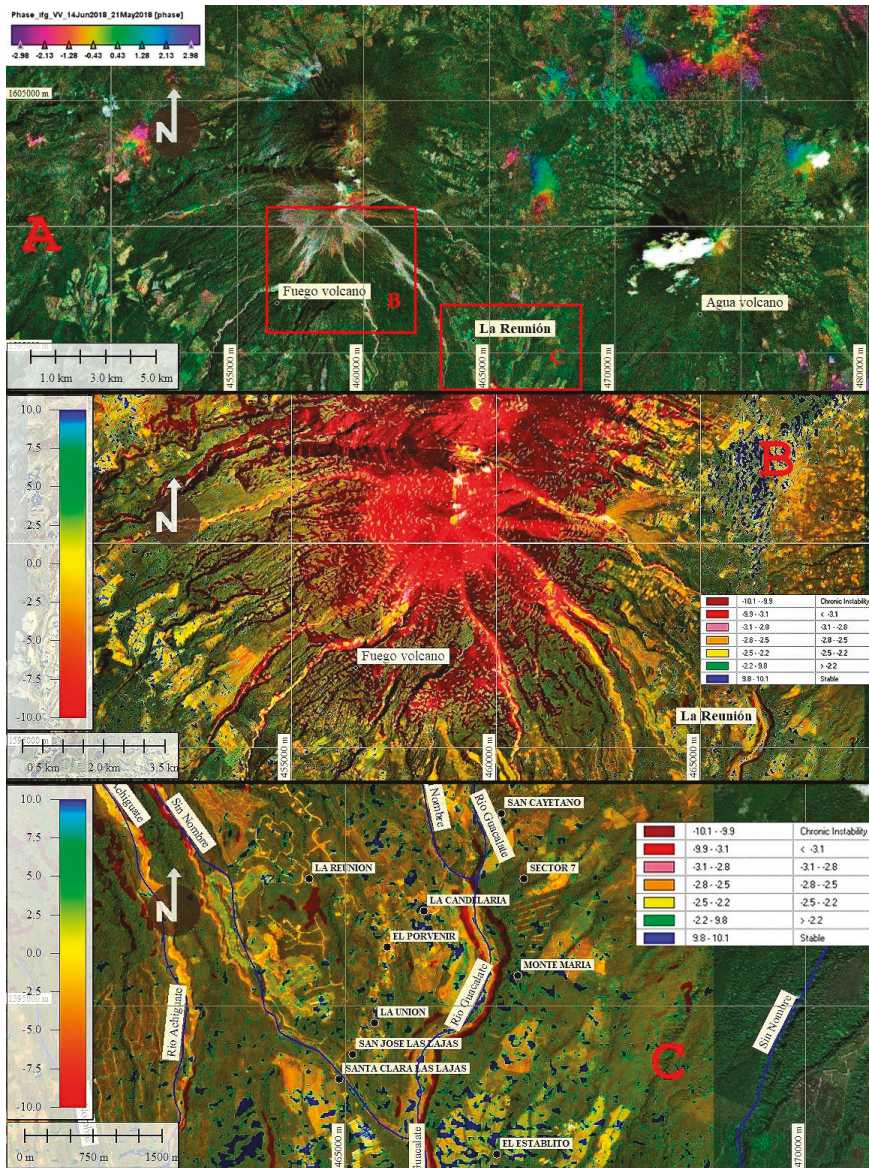 Phase_ifg_VV_14Jun2018_21May2018 [phase]
-2.98 -2.13 -1.28 -0.43 0.43 1.28 2.13 2.98
1605000 m
N
A
Fuego volcano
B
La Reunión
C
Agua volcano
1.0 km 3.0 km 5.0 km
455000 m
460000 m
465000 m
470000 m
480000 m
10.0
7.5
5.0
2.5
0.0
-2.5
-5.0
-7.5
-10.0
N
B
Fuego volcano
-10.1 - -9.9 Chronic Instability
-9.9 - -3.1 < -3.1
-3.1 - -2.8 -3.1 - -2.8
-2.8 - -2.5 -2.8 - -2.5
-2.5 - -2.2 -2.5 - -2.2
-2.2 - 9.8 > -2.2
9.8 - 10.1 Stable
La Reunión
0.5 km 2.0 km 3.5 km
455000 m
460000 m
465000 m
10.0
7.5
5.0
2.5
0.0
-2.5
-5.0
-7.5
-10.0
Achiguate
Sin Nombre
Nombre
Río Guacalate
SAN CAYETANO
N
LA REUNION
SECTOR 7
LA CANDILARIA
EL PORVENIR
MONTE MARIA
1595000 m
Río Achiguate
Río Guacalate
LA UNION
SAN JOSE LAS LAJAS
SANTA CLARA LAS LAJAS
C
Sin Nombre
EL ESTABLITO
Guacalate
-10.1 - -9.9 Chronic Instability
-9.9 - -3.1 < -3.1
-3.1 - -2.8 -3.1 - -2.8
-2.8 - -2.5 -2.8 - -2.5
-2.5 - -2.2 -2.5 - -2.2
-2.2 - 9.8 > -2.2
9.8 - 10.1 Stable
0 m 750 m 1500 m
465000 m
470000 m